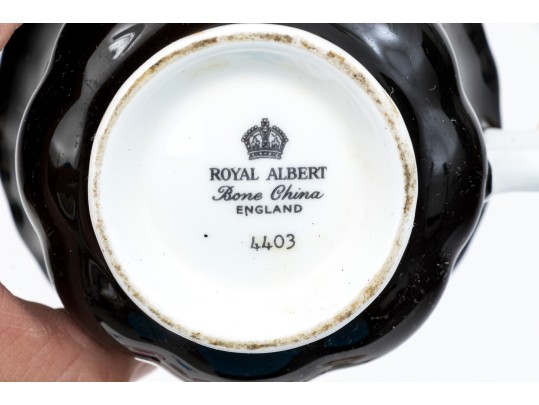 ROYAL ALBERT
Bone China
ENGLAND
4403